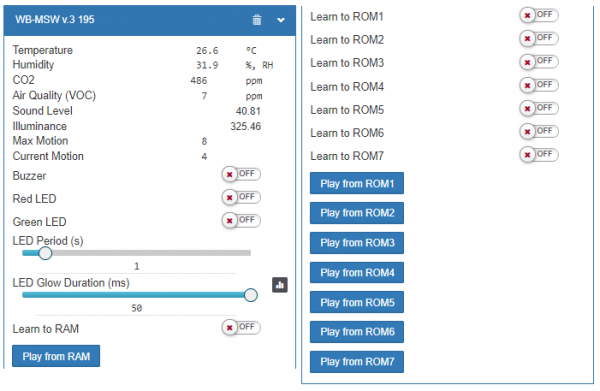 WB-MSW v.3 195
Temperature 26.6 °C
Humidity 31.9 %, RH
CO2 486 ppm
Air Quality (VOC) 7 ppm
Sound Level 40.81
Illuminance 325.46
Max Motion 8
Current Motion 4
Buzzer OFF
Red LED OFF
Green LED OFF
LED Period (s)
1
LED Glow Duration (ms)
50
Learn to RAM OFF
Play from RAM
Learn to ROM1 OFF
Learn to ROM2 OFF
Learn to ROM3 OFF
Learn to ROM4 OFF
Learn to ROM5 OFF
Learn to ROM6 OFF
Learn to ROM7 OFF
Play from ROM1
Play from ROM2
Play from ROM3
Play from ROM4
Play from ROM5
Play from ROM6
Play from ROM7